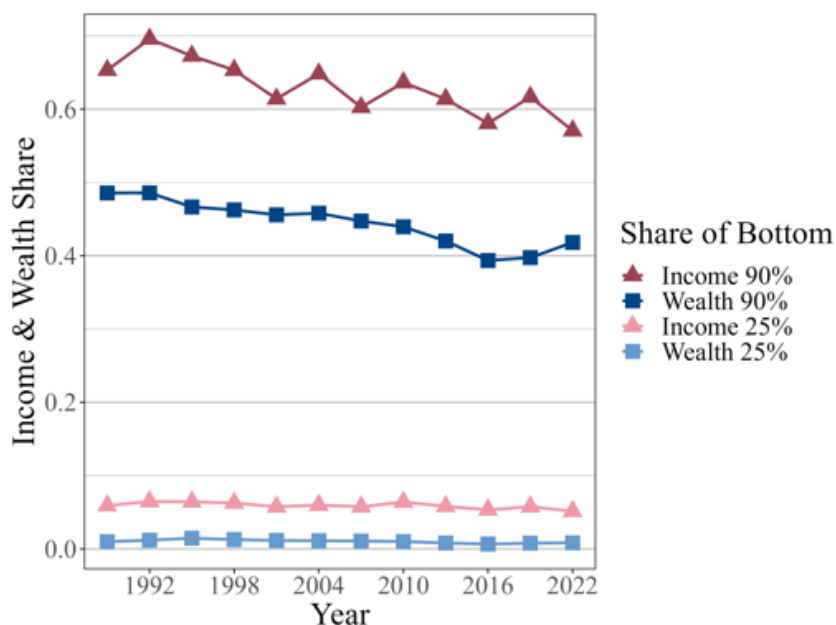 Income & Wealth Share
0.6
0.4
0.2
0.0
1992 1998 2004 2010 2016 2022
Year
Share of Bottom
Income 90%
Wealth 90%
Income 25%
Wealth 25%